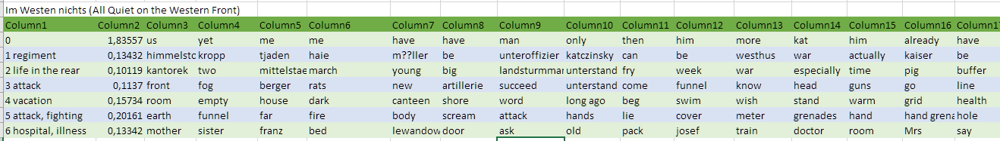 Im Westen nichts (All Quiet on the Western Front)
Column1 Column2 Column3 Column4 Column5 Column6 Column7 Column8 Column9 Column10 Column11 Column12 Column13 Column14 Column15 Column16 Column1
0 1,83557 us yet me me have have man only then him more kat him already have
1 regiment 0,13432 himmelstc kropp tjaden haie m??ller be unteroffizier katczinsky can be westhus war actually kaiser be
2 life in the rear 0,10119 kantorek two mittelstae march young big landsturmmar understand fry week war especially time pig buffer
3 attack 0,1137 front fog berger rats new artillerie succeed understand come funnel know head guns go line
4 vacation 0,15734 room empty house dark canteen shore word long ago beg swim wish stand warm grid health
5 attack, fighting 0,20161 earth funnel far fire body scream attack hands lie cover meter grenades hand hand grena hole
6 hospital, illness 0,13342 mother sister franz bed lewandow door ask old pack josef train doctor room Mrs say